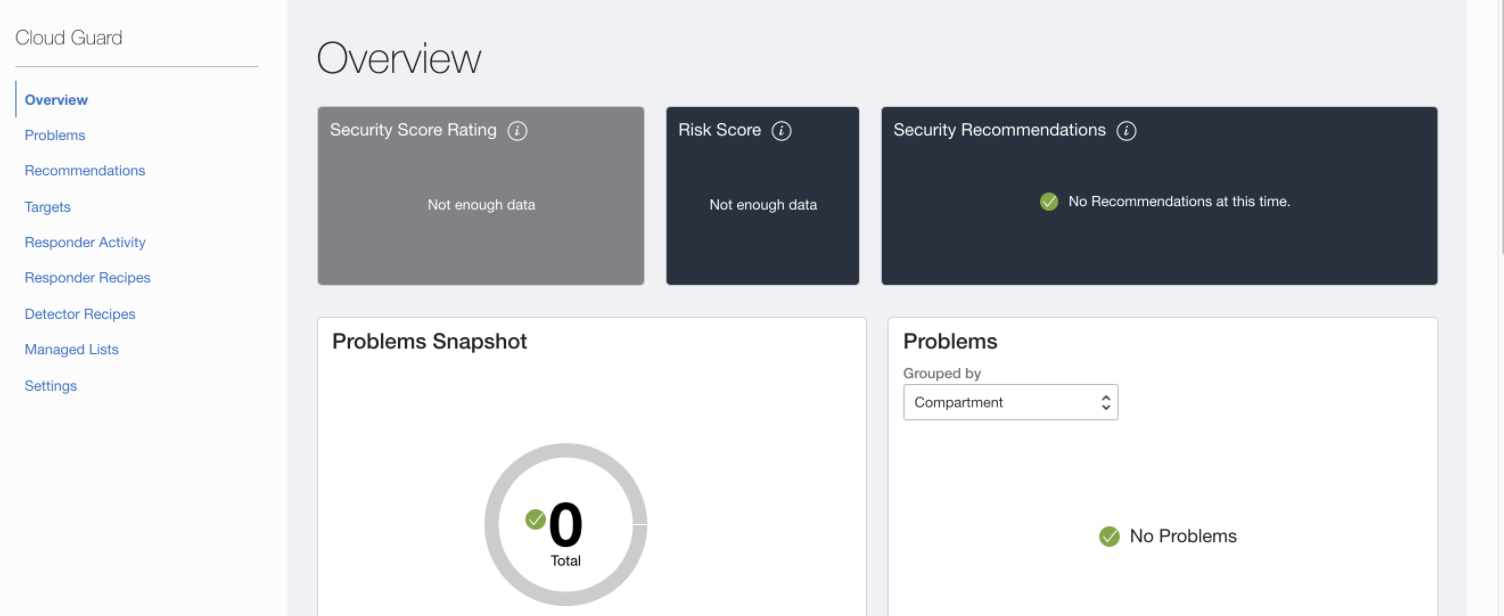 Cloud Guard
Overview
Problems
Recommendations
Targets
Responder Activity
Responder Recipes
Detector Recipes
Managed Lists
Settings
Overview
Security Score Rating
Not enough data
Risk Score
Not enough data
Security Recommendations
No Recommendations at this time.
Problems Snapshot
0
Total
Problems
Grouped by
Compartment
No Problems